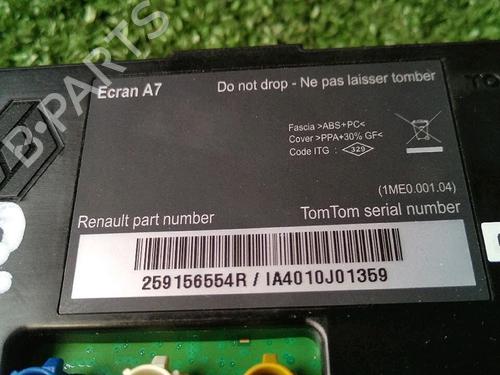 Ecran A7
Do not drop - Ne pas laisser tomber
Fascia >ABS+PC<
Cover >PPA+30% GF<
Code ITG : 329
(1ME0.001.04)
Renault part number
TomTom serial number
259156554R / IA4010J01359
B-PARTS